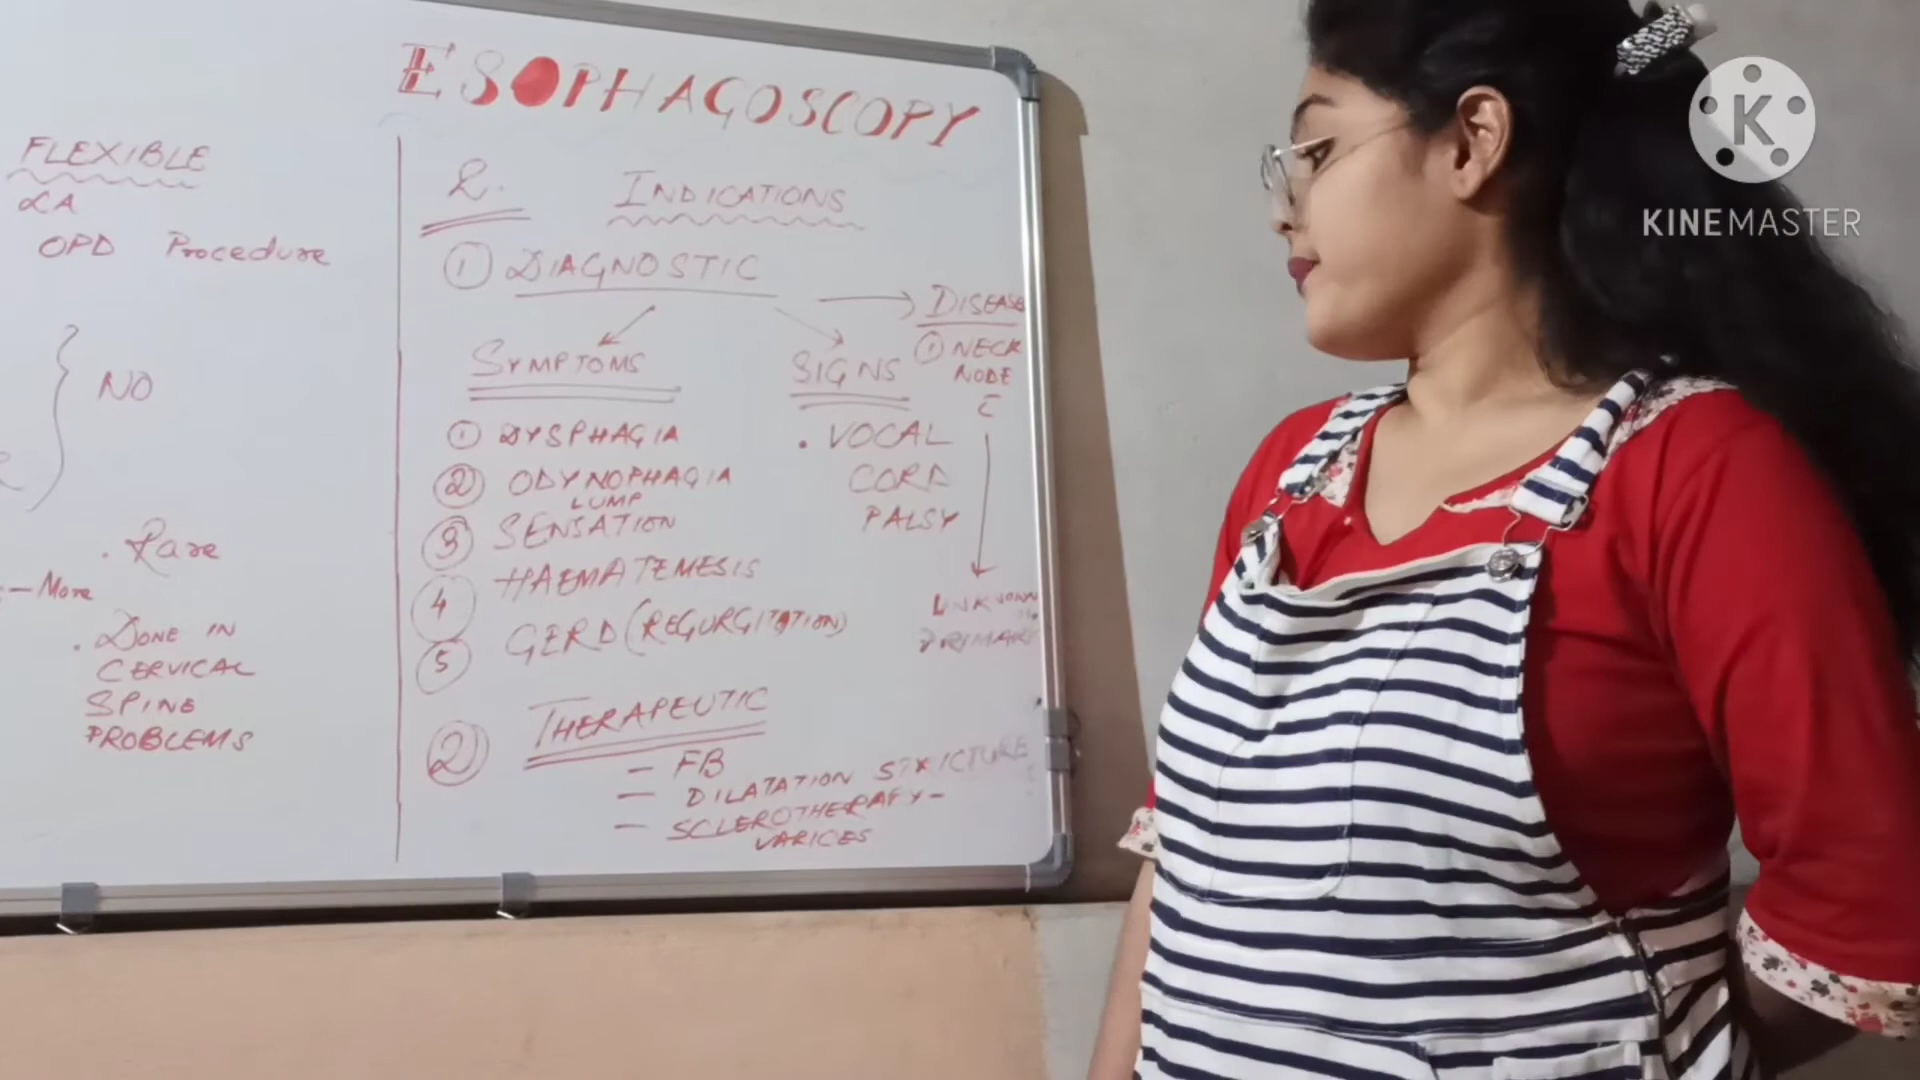 ESOPHAGOSCOPY
FLEXIBLE
LA
OPD Procedure
NO
. Rare
- More
. DONE IN
CERVICAL
SPINE
PROBLEMS
2.
INDICATIONS
① DIAGNOSTIC
SYMPTOMS
① DYSPHAGIA
② ODYNOPHAGIA
LUMP
③ SENSATION
④ HAEMATEMESIS
⑤ GERD (REGURGITATION)
SIGNS
. VOCAL
CORD
PALSY
DISEASE
① NECK
NODE
C̄
UNKNOWN
PRIMARY
② THERAPEUTIC
- FB
- DILATATION STRICTURE
- SCLEROTHERAPY -
VARICES
K
KINEMASTER